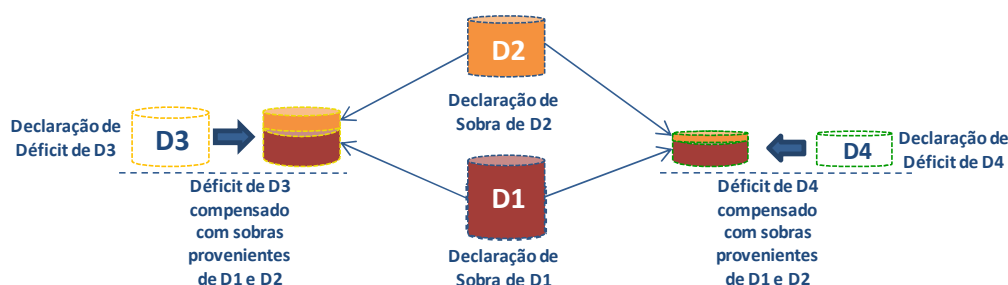 Declaração de
Déficit de D3
D3
Déficit de D3
compensado
com sobras
provenientes
de D1 e D2
D2
Declaração de
Sobra de D2
D1
Declaração de
Sobra de D1
D4
Declaração de
Déficit de D4
Déficit de D4
compensado
com sobras
provenientes
de D1 e D2